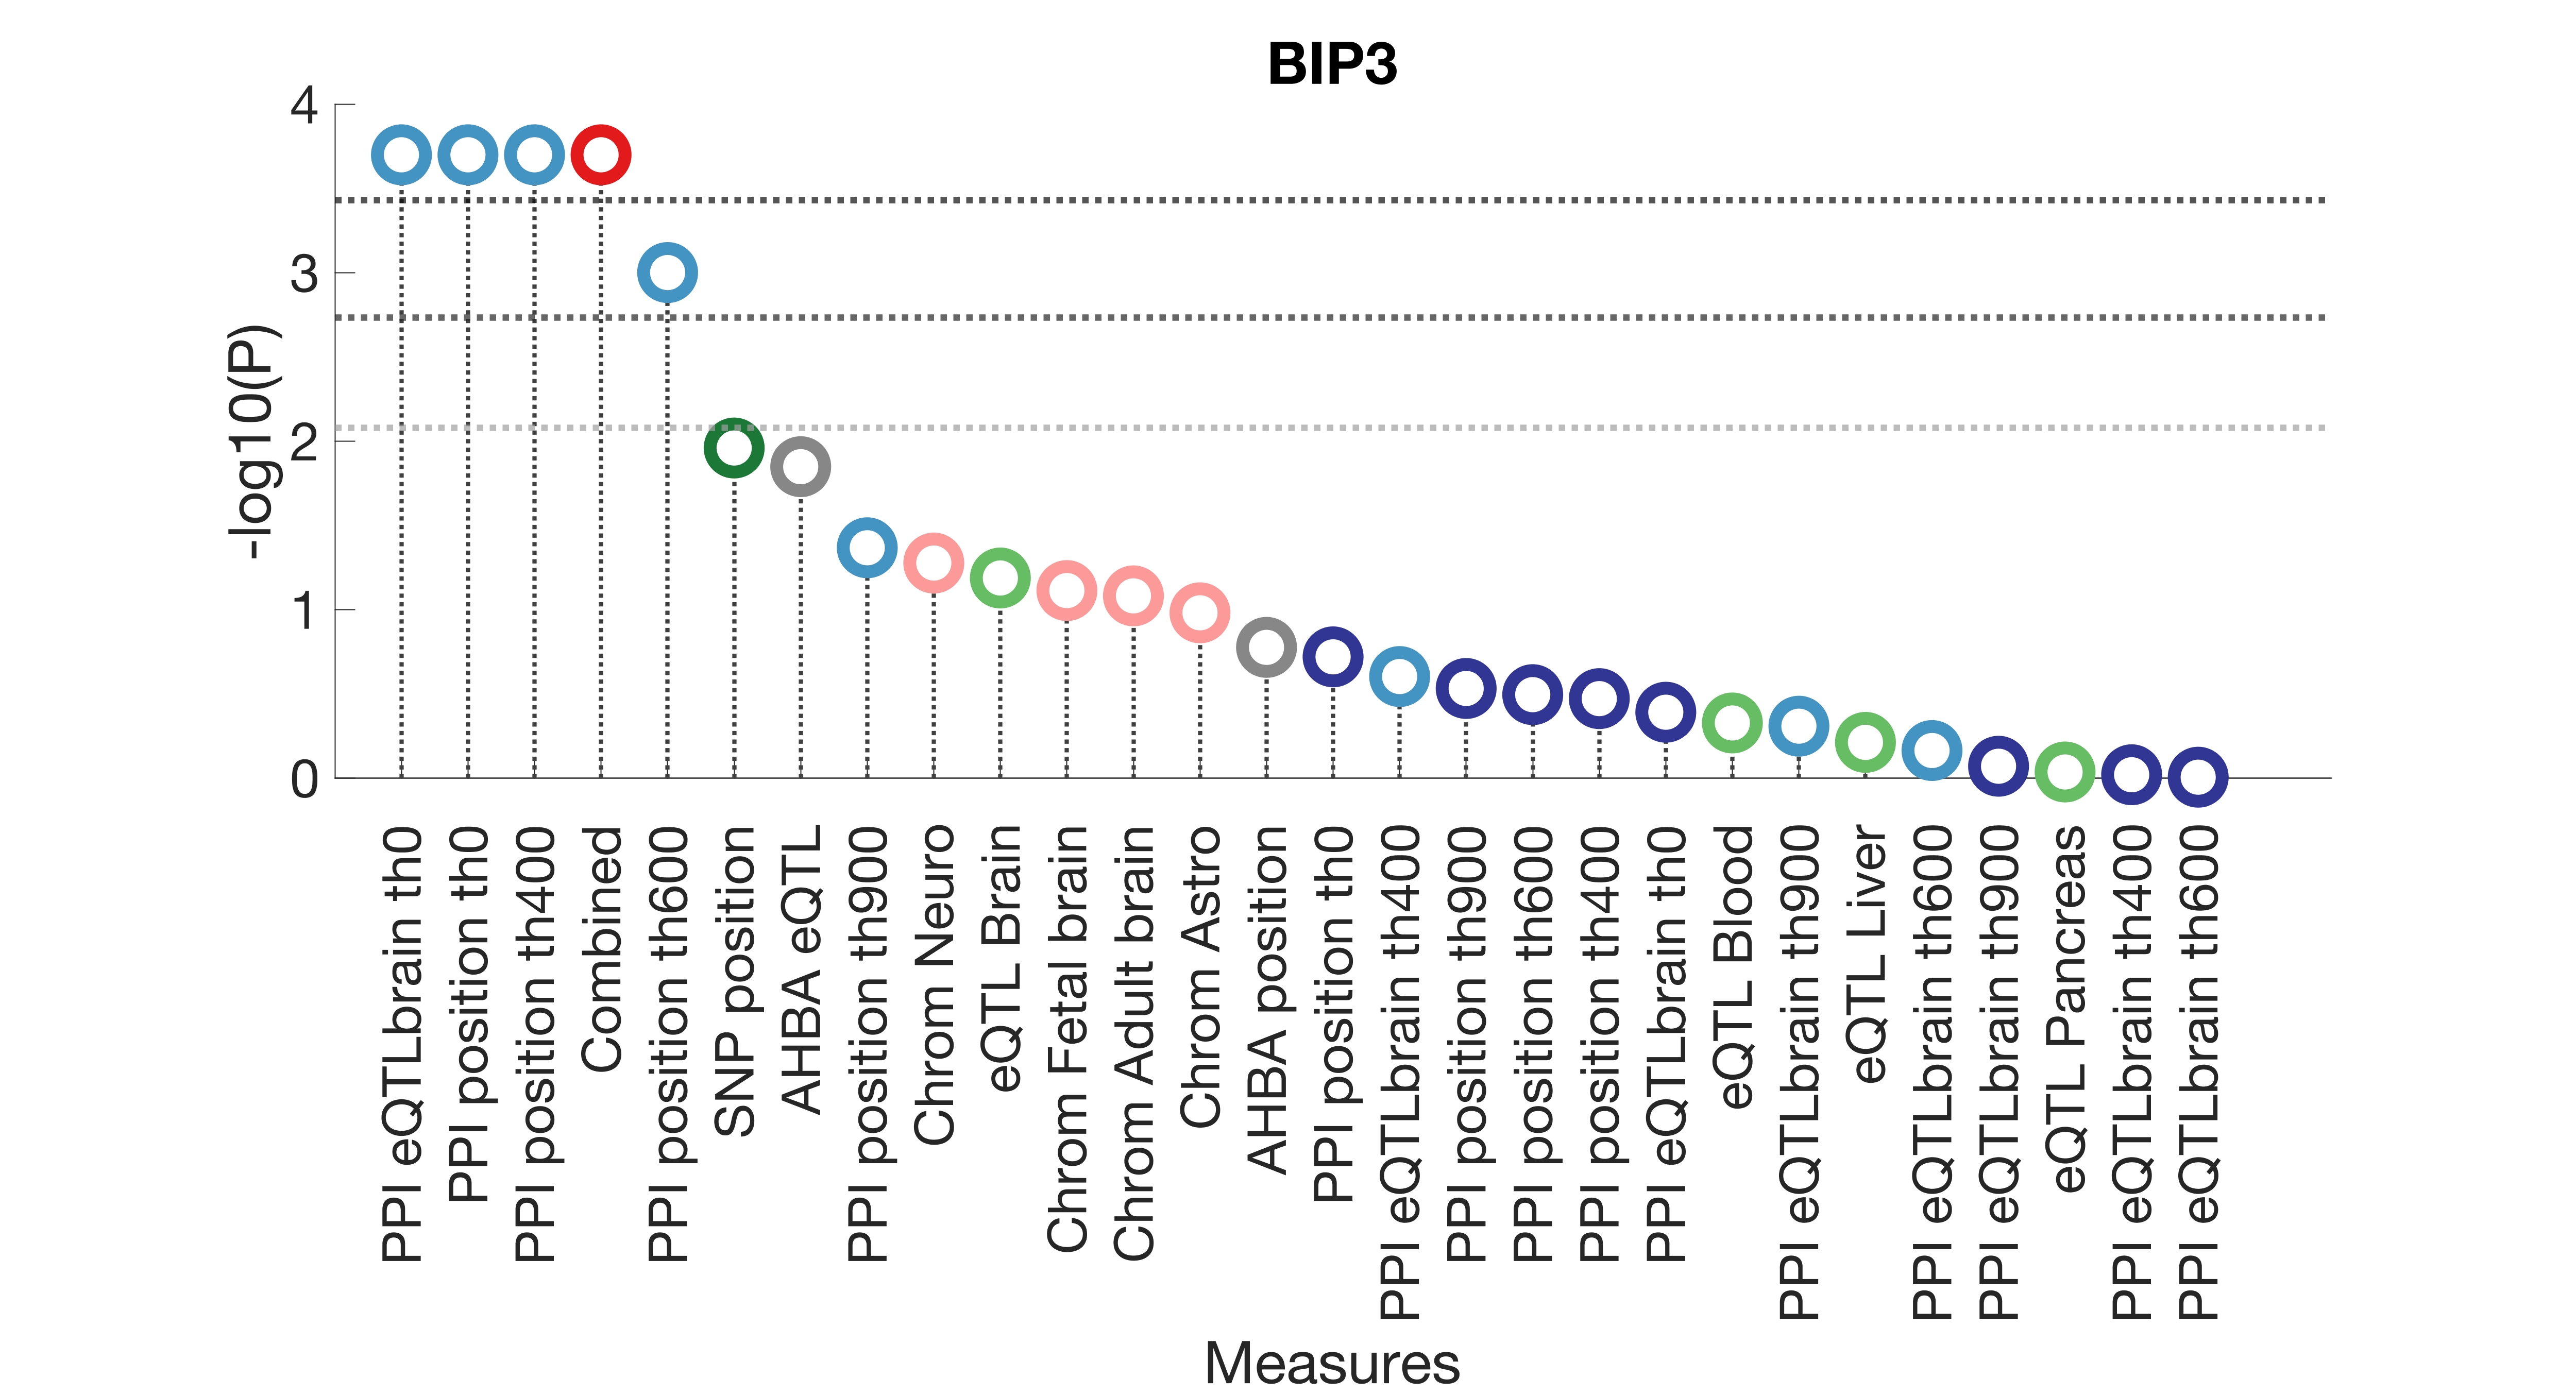 BIP3
4
3
2
1
0
-log10(P)
PPI eQTLbrain th0
PPI position th0
PPI position th400
Combined
PPI position th600
SNP position
AHBA eQTL
PPI position th900
Chrom Neuro
eQTL Brain
Chrom Fetal brain
Chrom Adult brain
Chrom Astro
AHBA position
PPI position th0
PPI eQTLbrain th400
PPI position th900
PPI position th600
PPI position th400
PPI eQTLbrain th0
eQTL Blood
PPI eQTLbrain th900
eQTL Liver
PPI eQTLbrain th600
PPI eQTLbrain th900
eQTL Pancreas
PPI eQTLbrain th400
PPI eQTLbrain th600
Measures